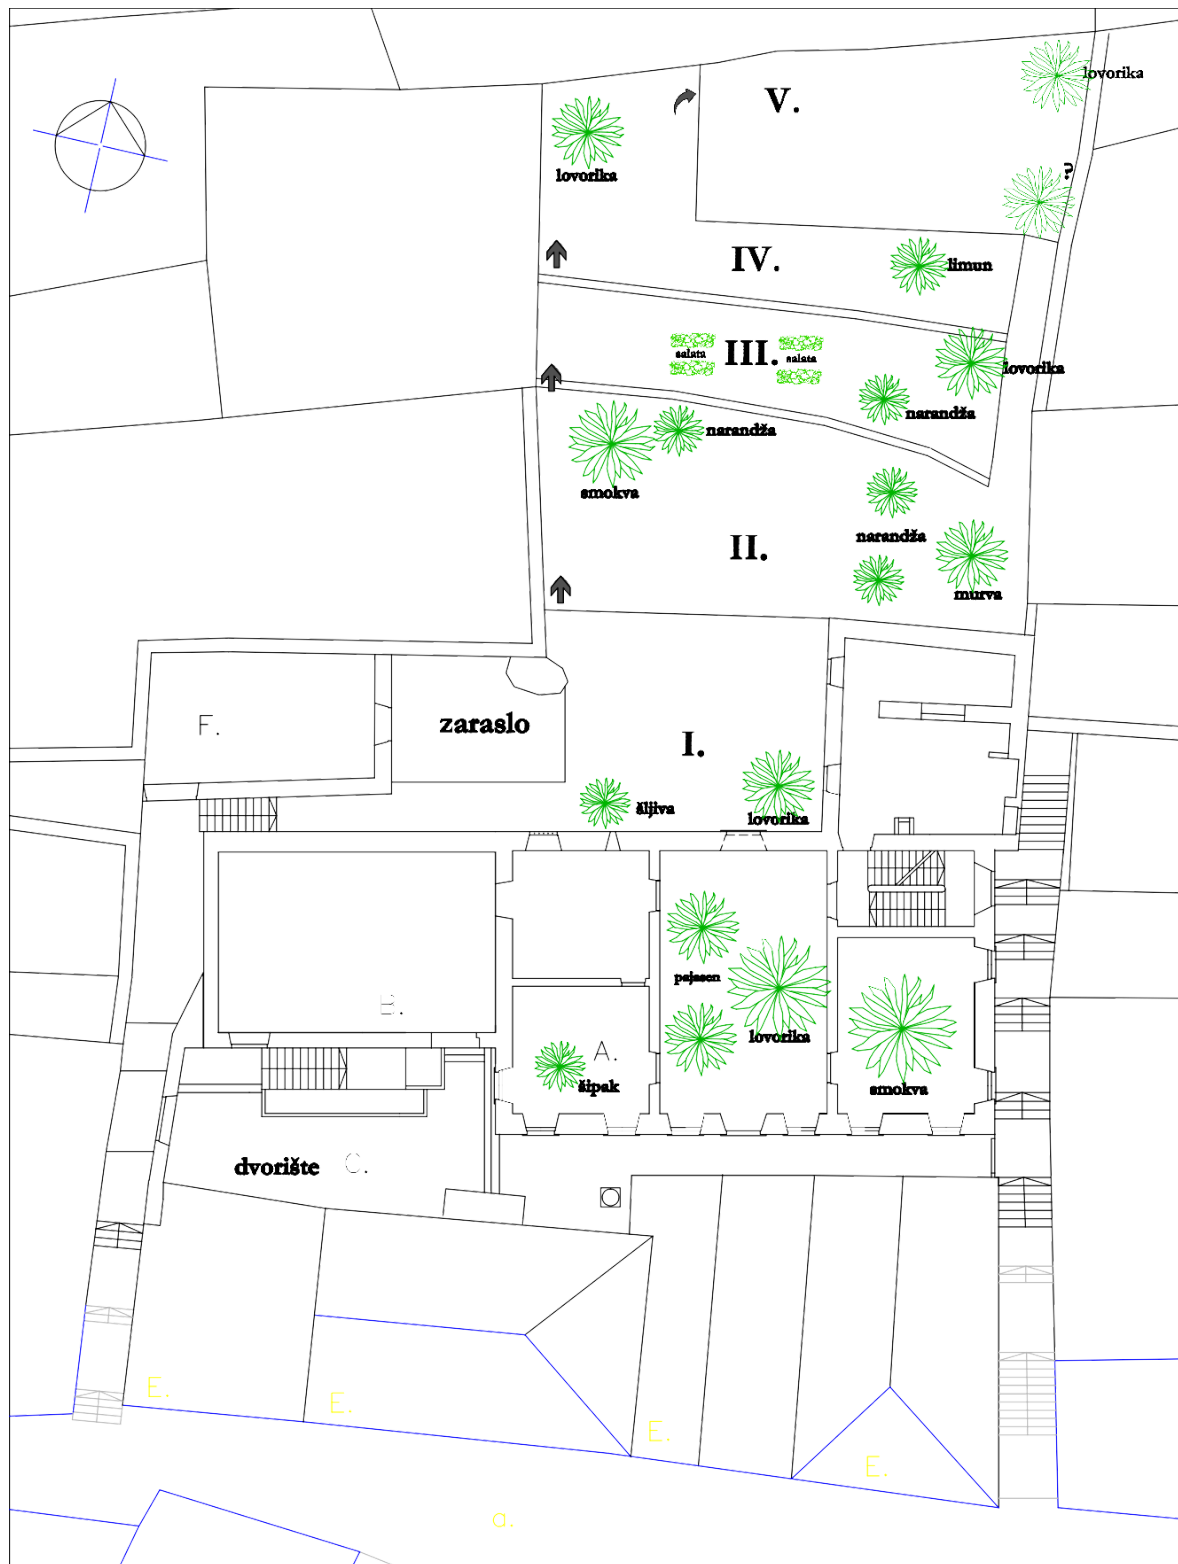 lovorika
V.
?
lovorika
IV.
limun
salata
III.
salata
lovorika
narandža
narandža
smokva
narandža
II.
murva
F.
zaraslo
I.
šljiva
lovorika
pajasen
B.
lovorika
A.
šipak
smokva
dvorište
C.
E.
E.
E.
E.
a.